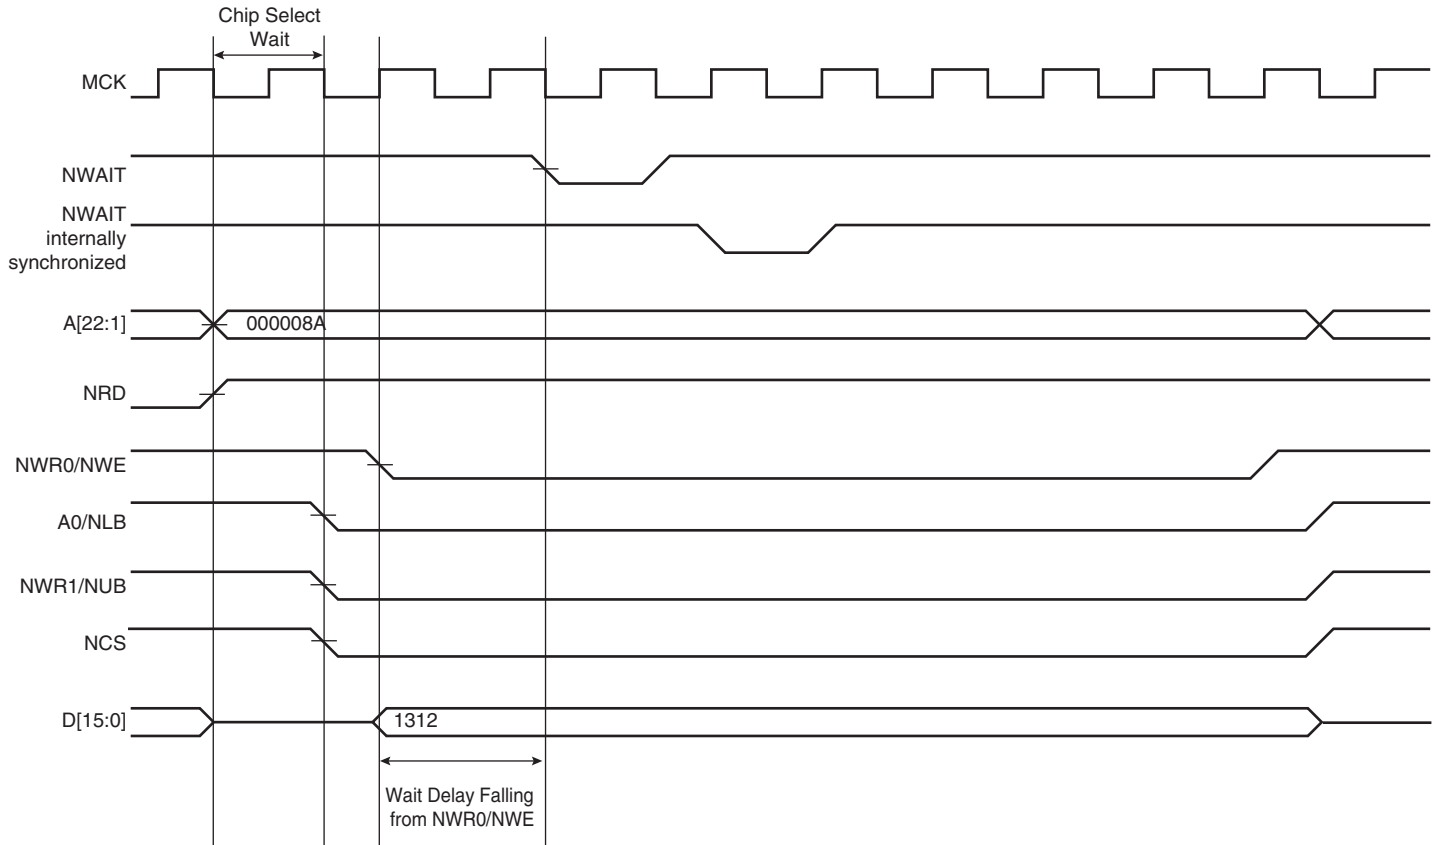 Chip Select
Wait
MCK
NWAIT
NWAIT
internally
synchronized
A[22:1]
000008A
NRD
NWR0/NWE
A0/NLB
NWR1/NUB
NCS
D[15:0]
1312
Wait Delay Falling
from NWR0/NWE